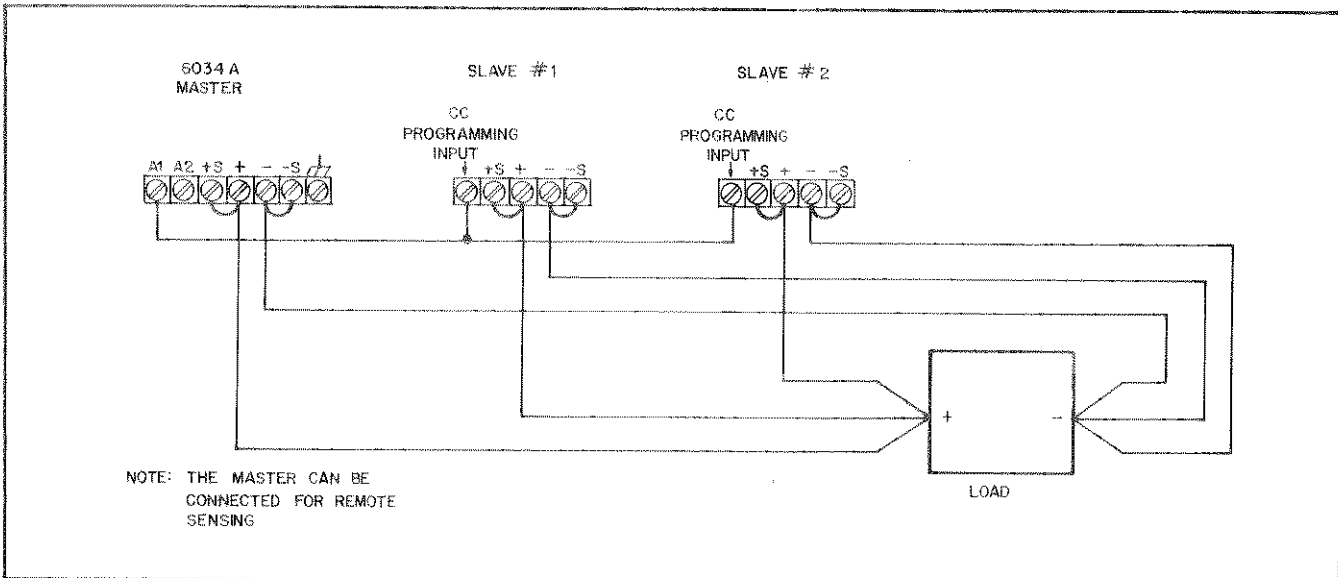 6034A
MASTER
SLAVE #1
SLAVE #2
CC
PROGRAMMING
INPUT
CC
PROGRAMMING
INPUT
A1 A2 +S + - -S
+S + - -S
+S + - -S
+ -
LOAD
NOTE: THE MASTER CAN BE
CONNECTED FOR REMOTE
SENSING